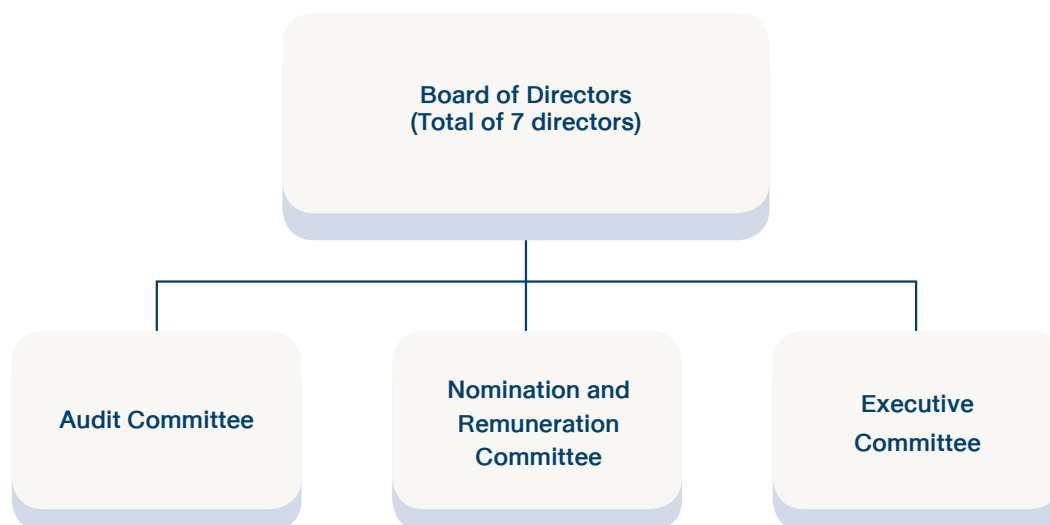 Board of Directors
(Total of 7 directors)
Audit Committee
Nomination and
Remuneration
Committee
Executive
Committee